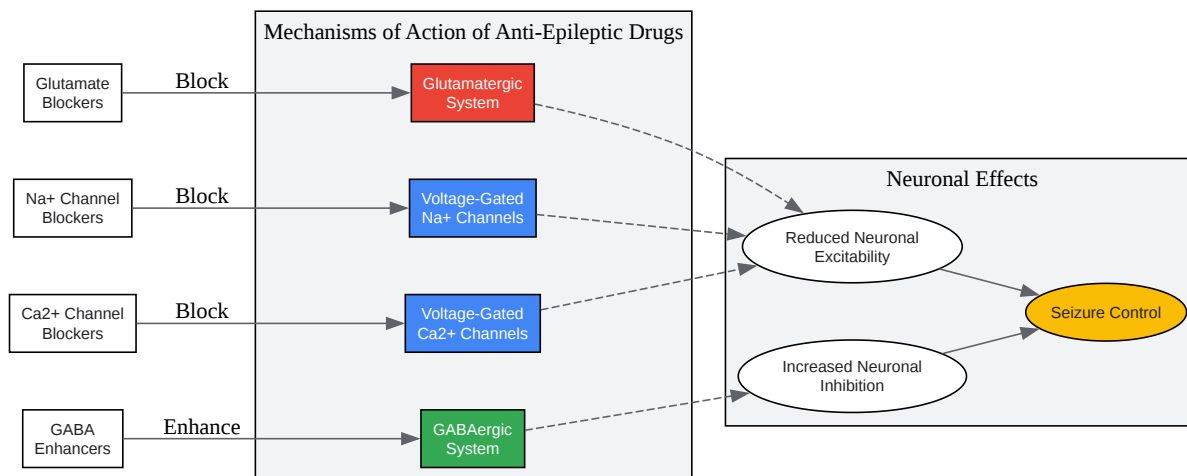 Mechanisms of Action of Anti-Epileptic Drugs
Glutamate
Blockers
Block
Glutamatergic
System
Na+ Channel
Blockers
Block
Voltage-Gated
Na+ Channels
Ca2+ Channel
Blockers
Block
Voltage-Gated
Ca2+ Channels
GABA
Enhancers
Enhance
GABAergic
System
Neuronal Effects
Reduced Neuronal
Excitability
Increased Neuronal
Inhibition
Seizure Control